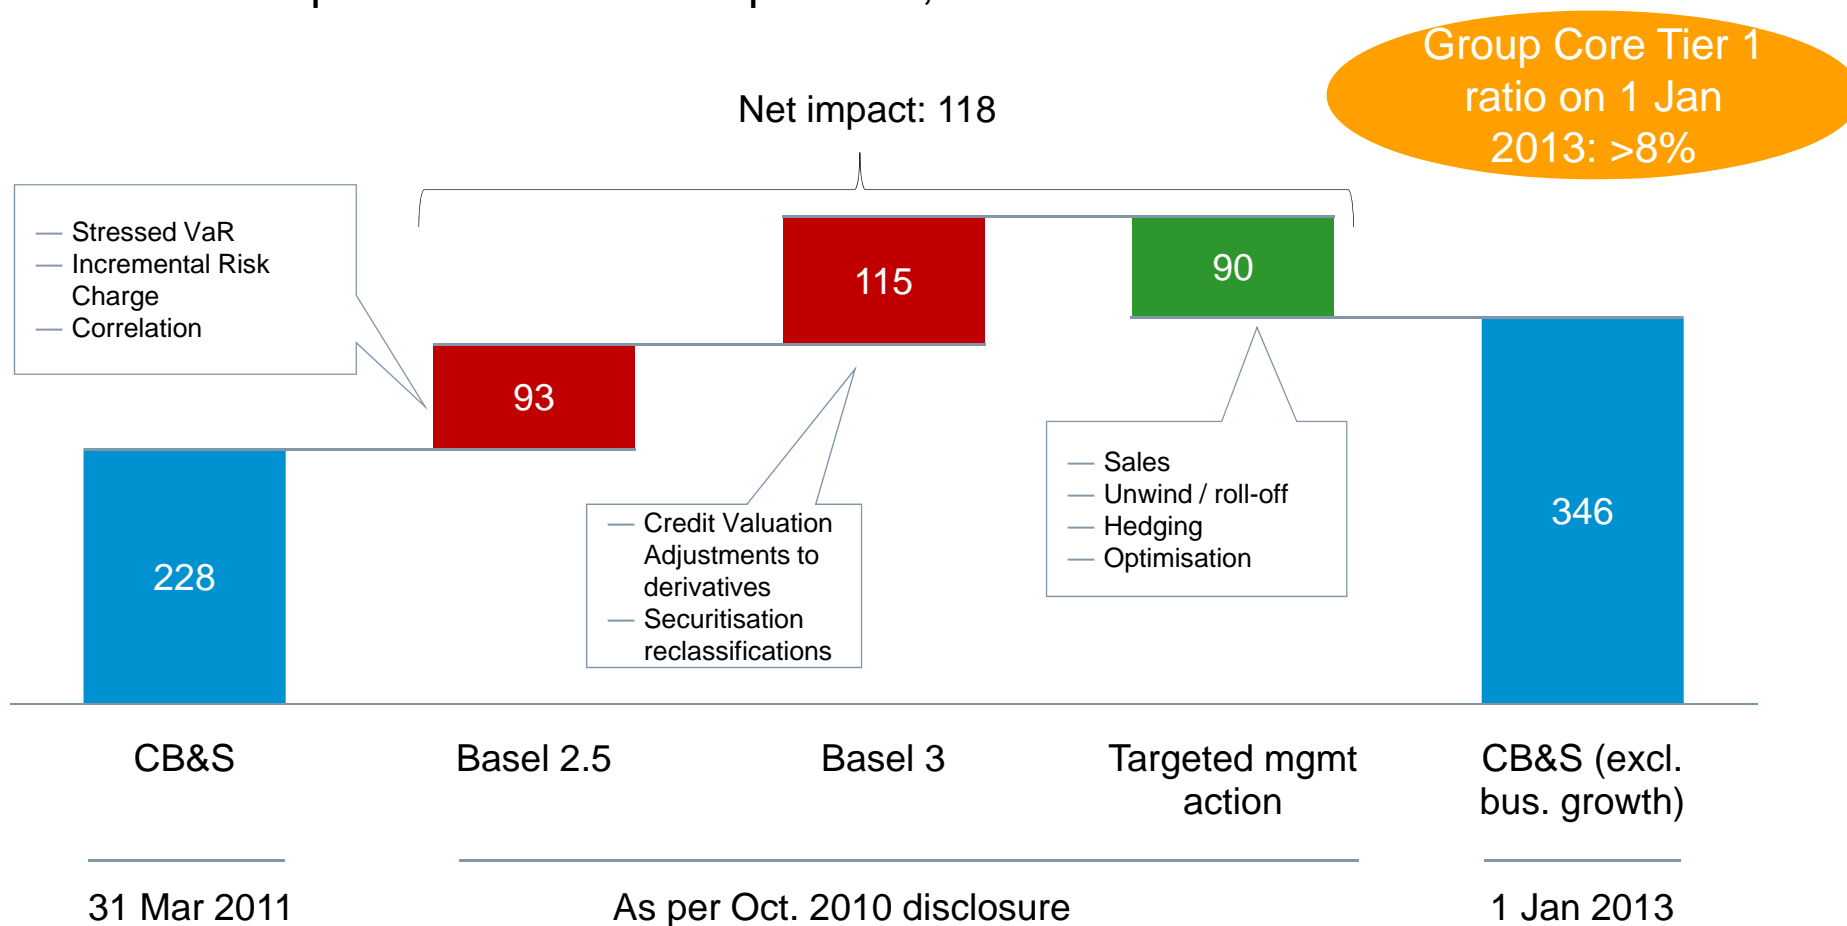 Group Core Tier 1
ratio on 1 Jan
2013: >8%
Net impact: 118
— Stressed VaR
— Incremental Risk
Charge
— Correlation
115
90
93
— Sales
— Unwind / roll-off
— Hedging
— Optimisation
— Credit Valuation
Adjustments to
derivatives
— Securitisation
reclassifications
228
346
CB&S
Basel 2.5
Basel 3
Targeted mgmt
action
CB&S (excl.
bus. growth)
31 Mar 2011
As per Oct. 2010 disclosure
1 Jan 2013